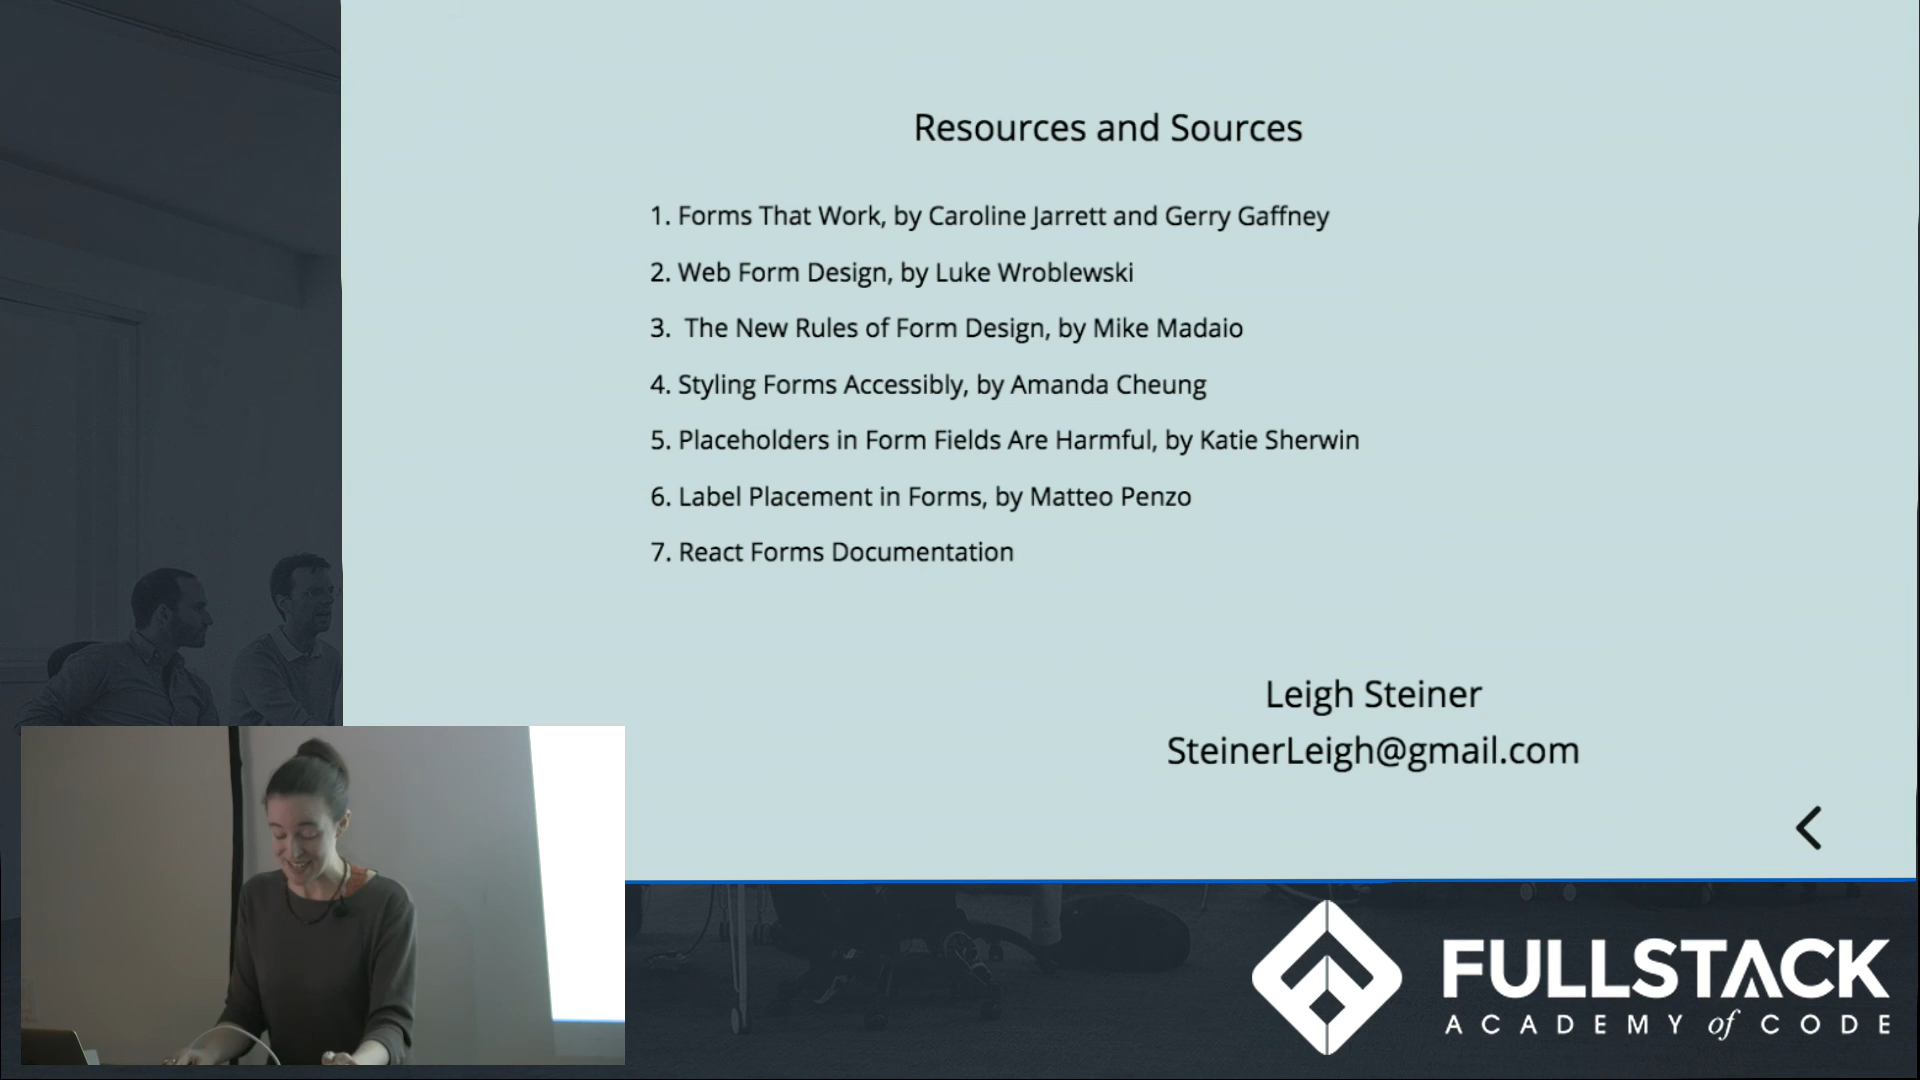 Resources and Sources
1. Forms That Work, by Caroline Jarrett and Gerry Gaffney
2. Web Form Design, by Luke Wroblewski
3. The New Rules of Form Design, by Mike Madaio
4. Styling Forms Accessibly, by Amanda Cheung
5. Placeholders in Form Fields Are Harmful, by Katie Sherwin
6. Label Placement in Forms, by Matteo Penzo
7. React Forms Documentation
Leigh Steiner
SteinerLeigh@gmail.com
FULLSTACK
ACADEMY of CODE